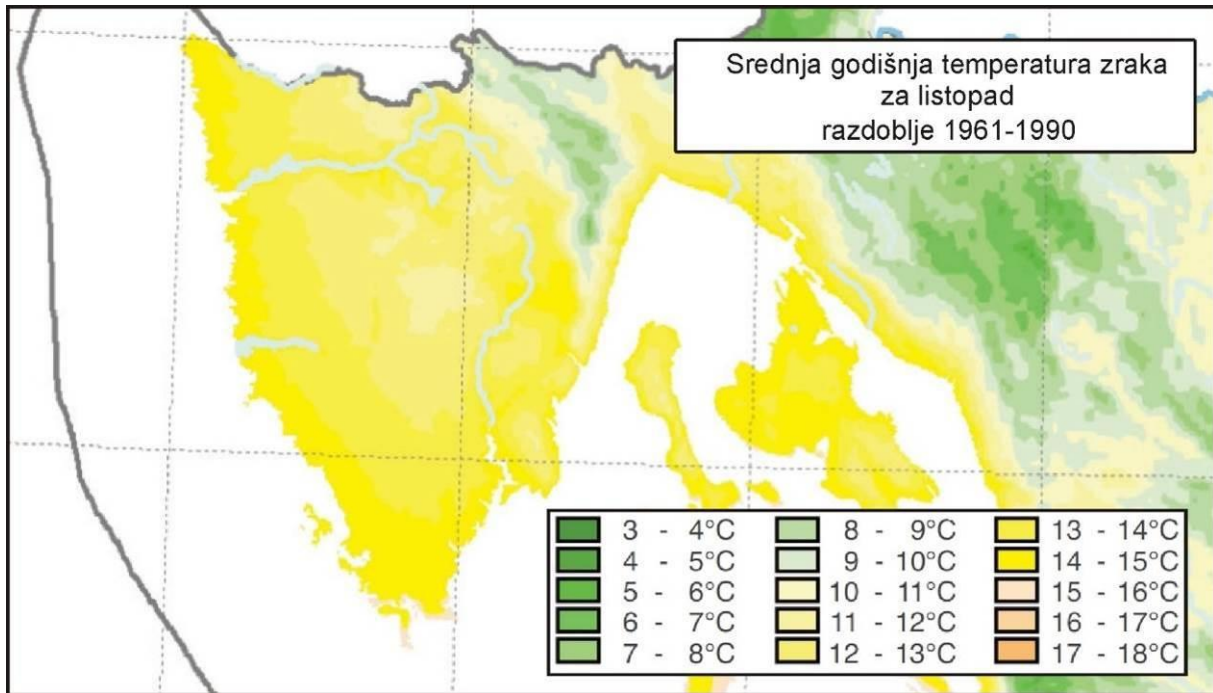 Srednja godišnja temperatura zraka
za listopad
razdoblje 1961-1990
3 - 4°C
4 - 5°C
5 - 6°C
6 - 7°C
7 - 8°C
8 - 9°C
9 - 10°C
10 - 11°C
11 - 12°C
12 - 13°C
13 - 14°C
14 - 15°C
15 - 16°C
16 - 17°C
17 - 18°C